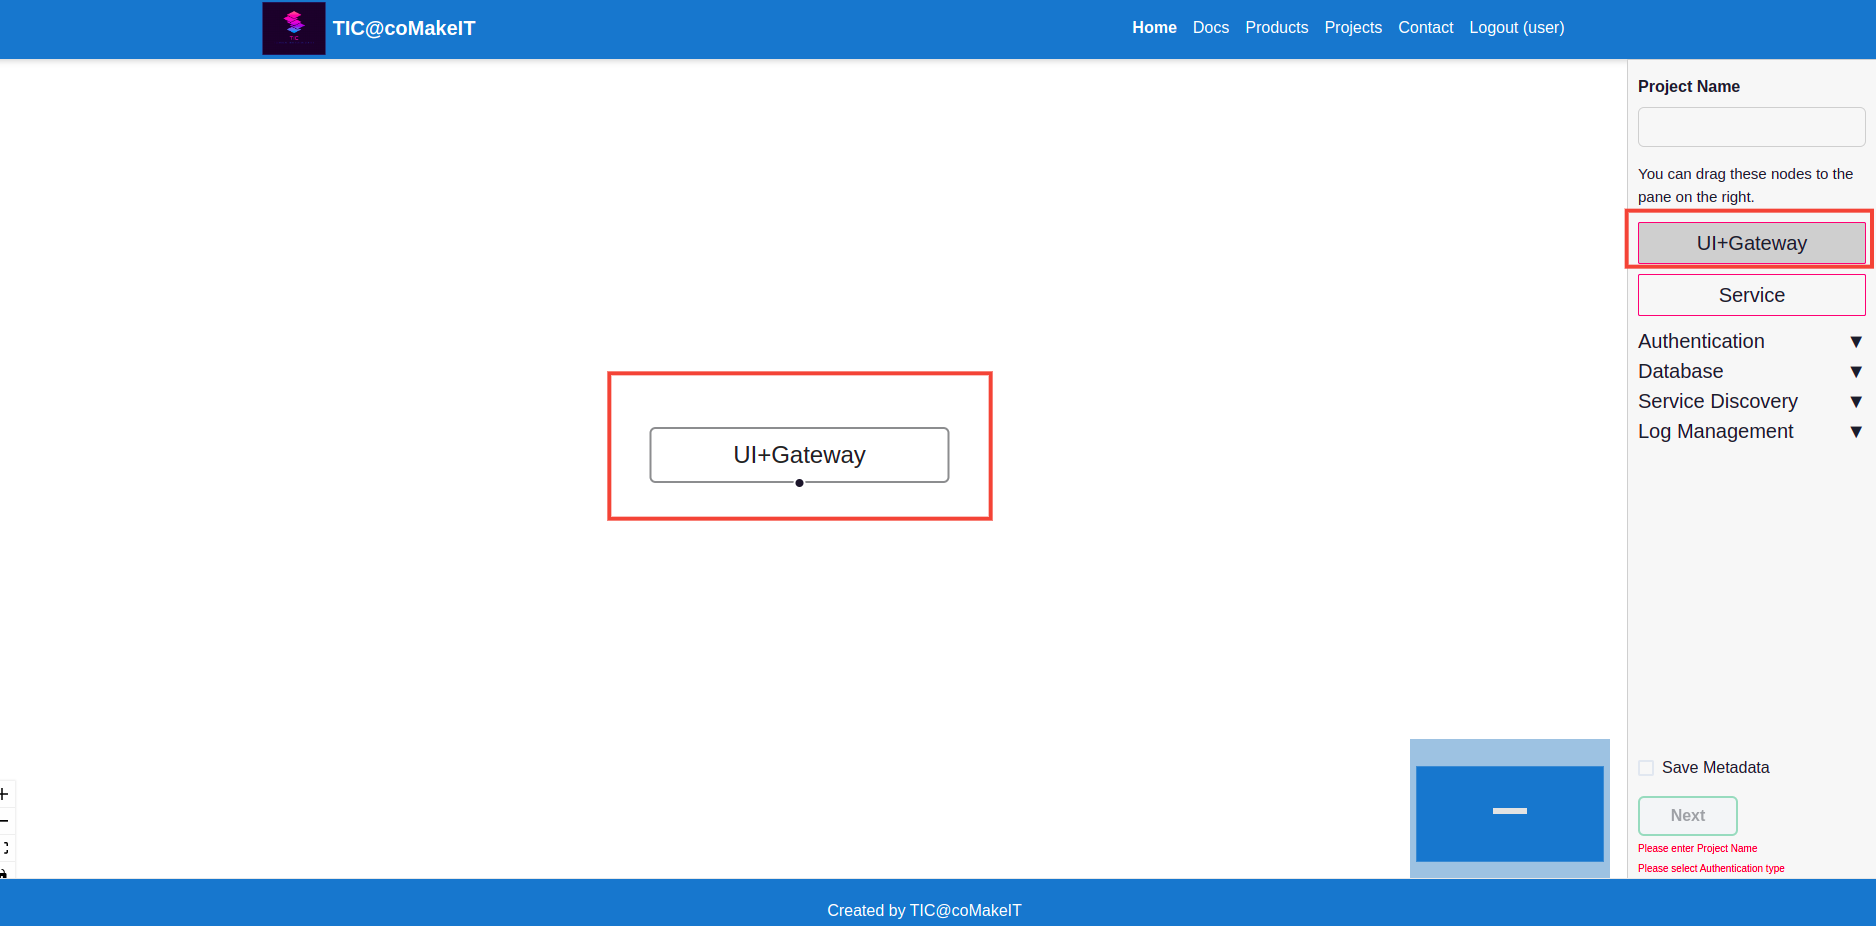 TIC
TIC@coMakeIT
Home Docs Products Projects Contact Logout (user)
Project Name
You can drag these nodes to the
pane on the right.
UI+Gateway
Service
Authentication ▼
Database ▼
Service Discovery ▼
Log Management ▼
UI+Gateway
Save Metadata
Next
Please enter Project Name
Please select Authentication type
Created by TIC@coMakeIT